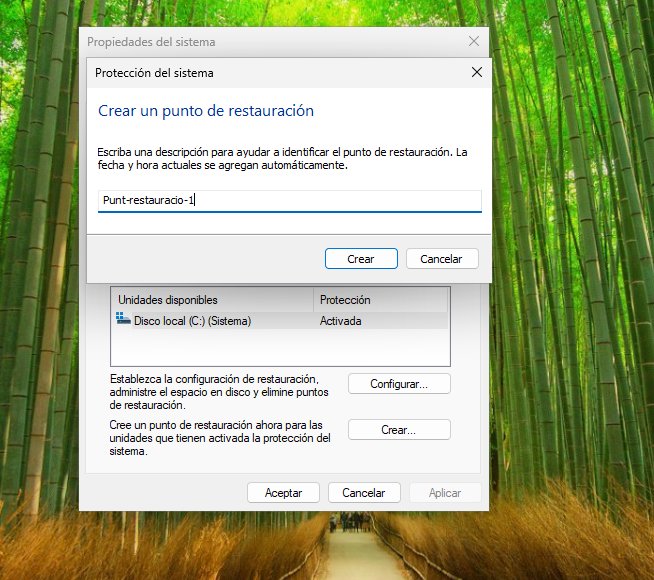 Propiedades del sistema
Protección del sistema
Crear un punto de restauración
Escriba una descripción para ayudar a identificar el punto de restauración. La
fecha y hora actuales se agregan automáticamente.
Punt-restauracio-1
Crear
Cancelar
Unidades disponibles
Protección
Disco local (C:) (Sistema)
Activada
Establezca la configuración de restauración,
administre el espacio en disco y elimine puntos
de restauración.
Configurar...
Cree un punto de restauración ahora para las
unidades que tienen activada la protección del
sistema.
Crear...
Aceptar
Cancelar
Aplicar